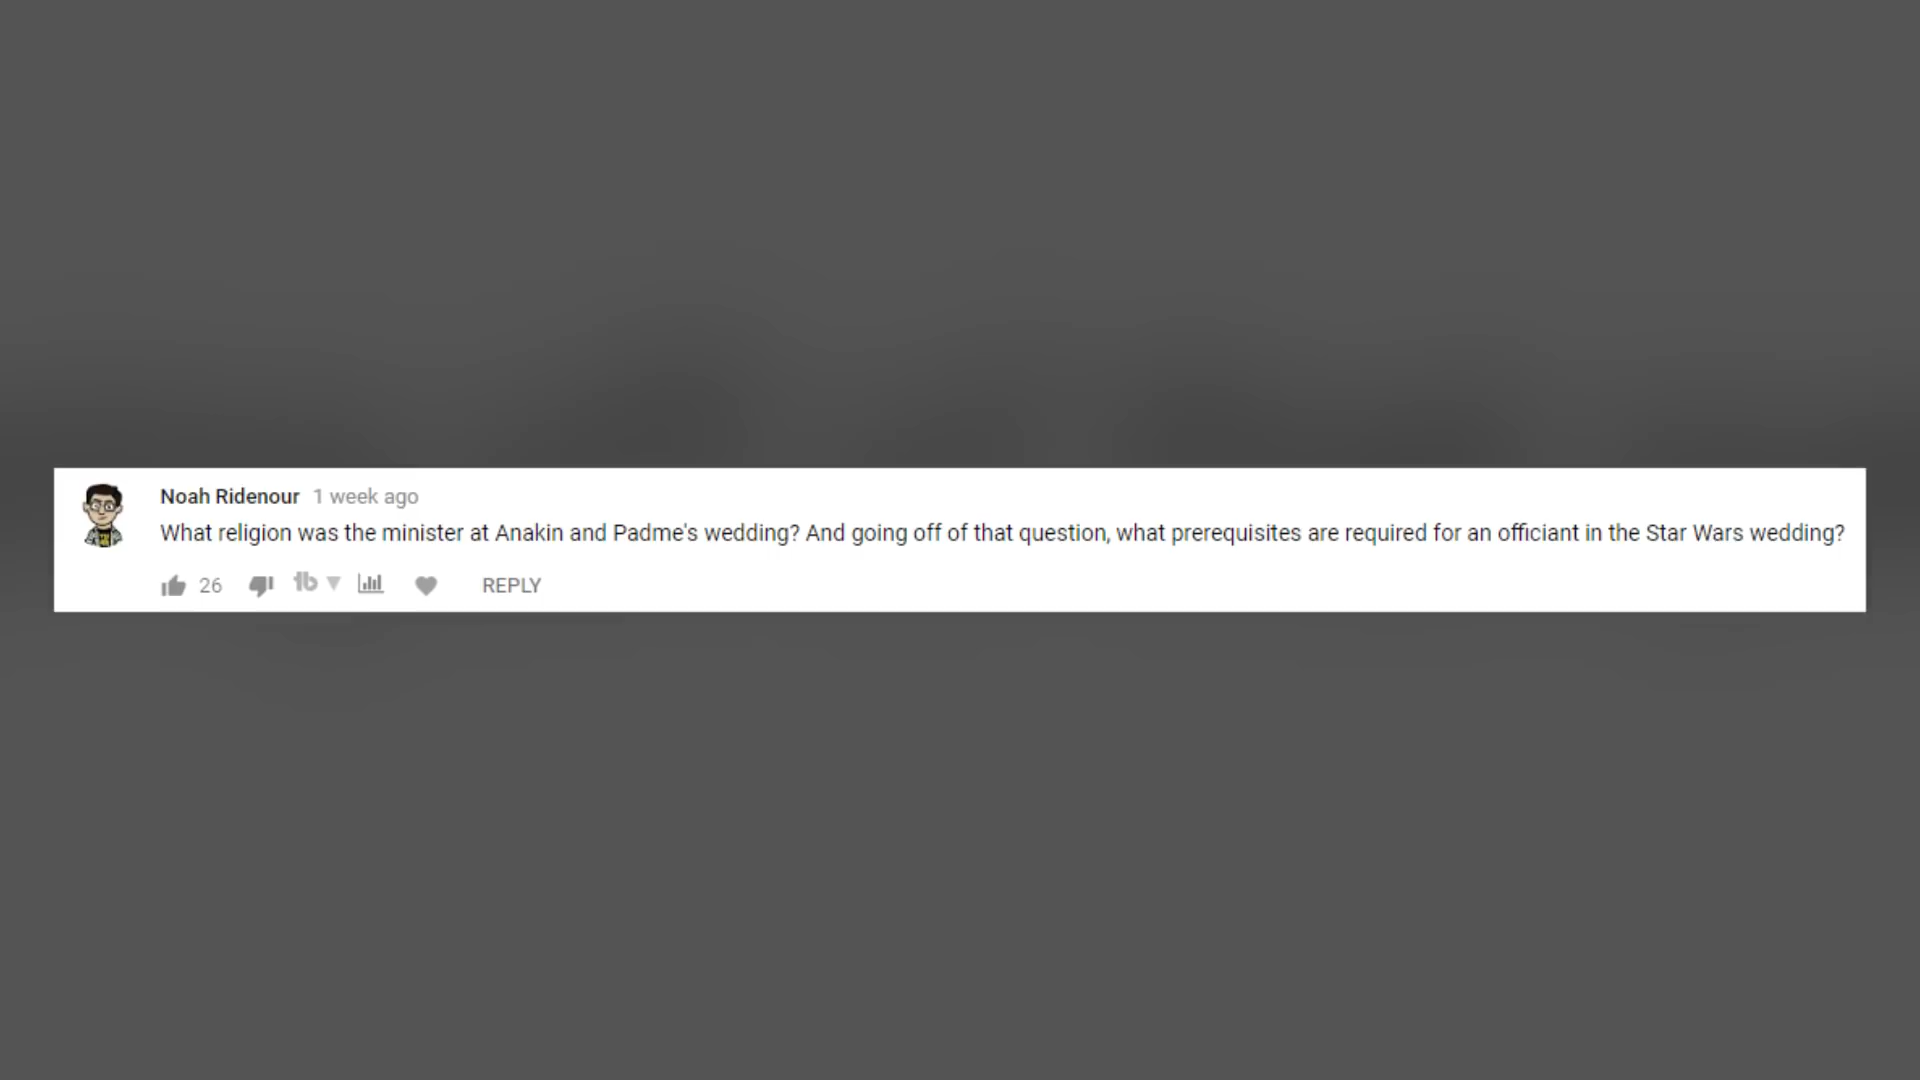 Noah Ridenour 1 week ago
What religion was the minister at Anakin and Padme's wedding? And going off of that question, what prerequisites are required for an officiant in the Star Wars wedding?
26 tb REPLY